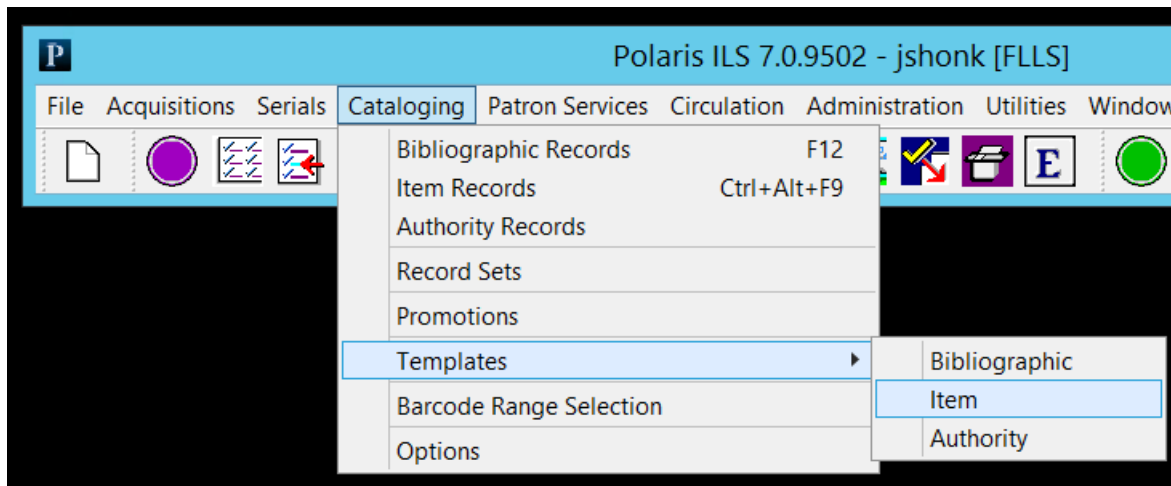 P
Polaris ILS 7.0.9502 - jshonk [FLLS]
File Acquisitions Serials Cataloging Patron Services Circulation Administration Utilities Window
E
Bibliographic Records F12
Item Records Ctrl+Alt+F9
Authority Records
Record Sets
Promotions
Templates
Barcode Range Selection
Options
Bibliographic
Item
Authority